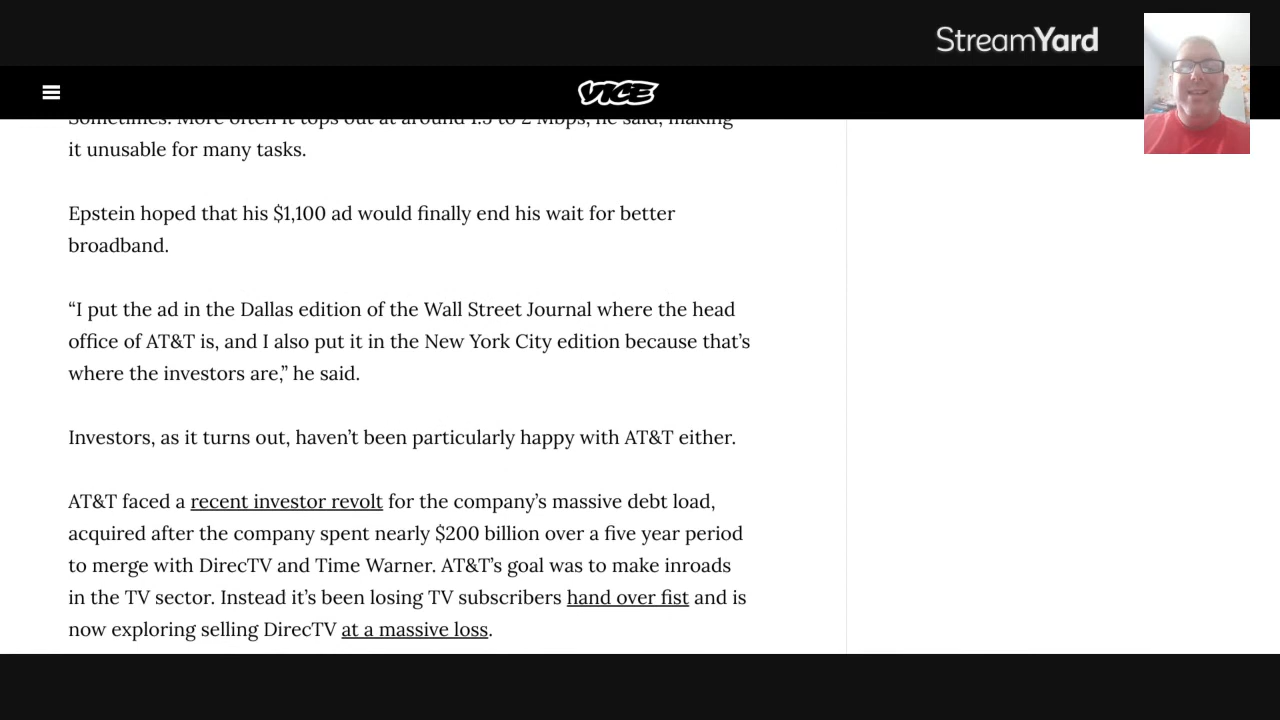 StreamYard
VICE
Sometimes. More often it tops out at around 1.5 to 2 Mbps, he said, making
it unusable for many tasks.
Epstein hoped that his $1,100 ad would finally end his wait for better
broadband.
“I put the ad in the Dallas edition of the Wall Street Journal where the head
office of AT&T is, and I also put it in the New York City edition because that’s
where the investors are,” he said.
Investors, as it turns out, haven’t been particularly happy with AT&T either.
AT&T faced a recent investor revolt for the company’s massive debt load,
acquired after the company spent nearly $200 billion over a five year period
to merge with DirecTV and Time Warner. AT&T’s goal was to make inroads
in the TV sector. Instead it’s been losing TV subscribers hand over fist and is
now exploring selling DirecTV at a massive loss.